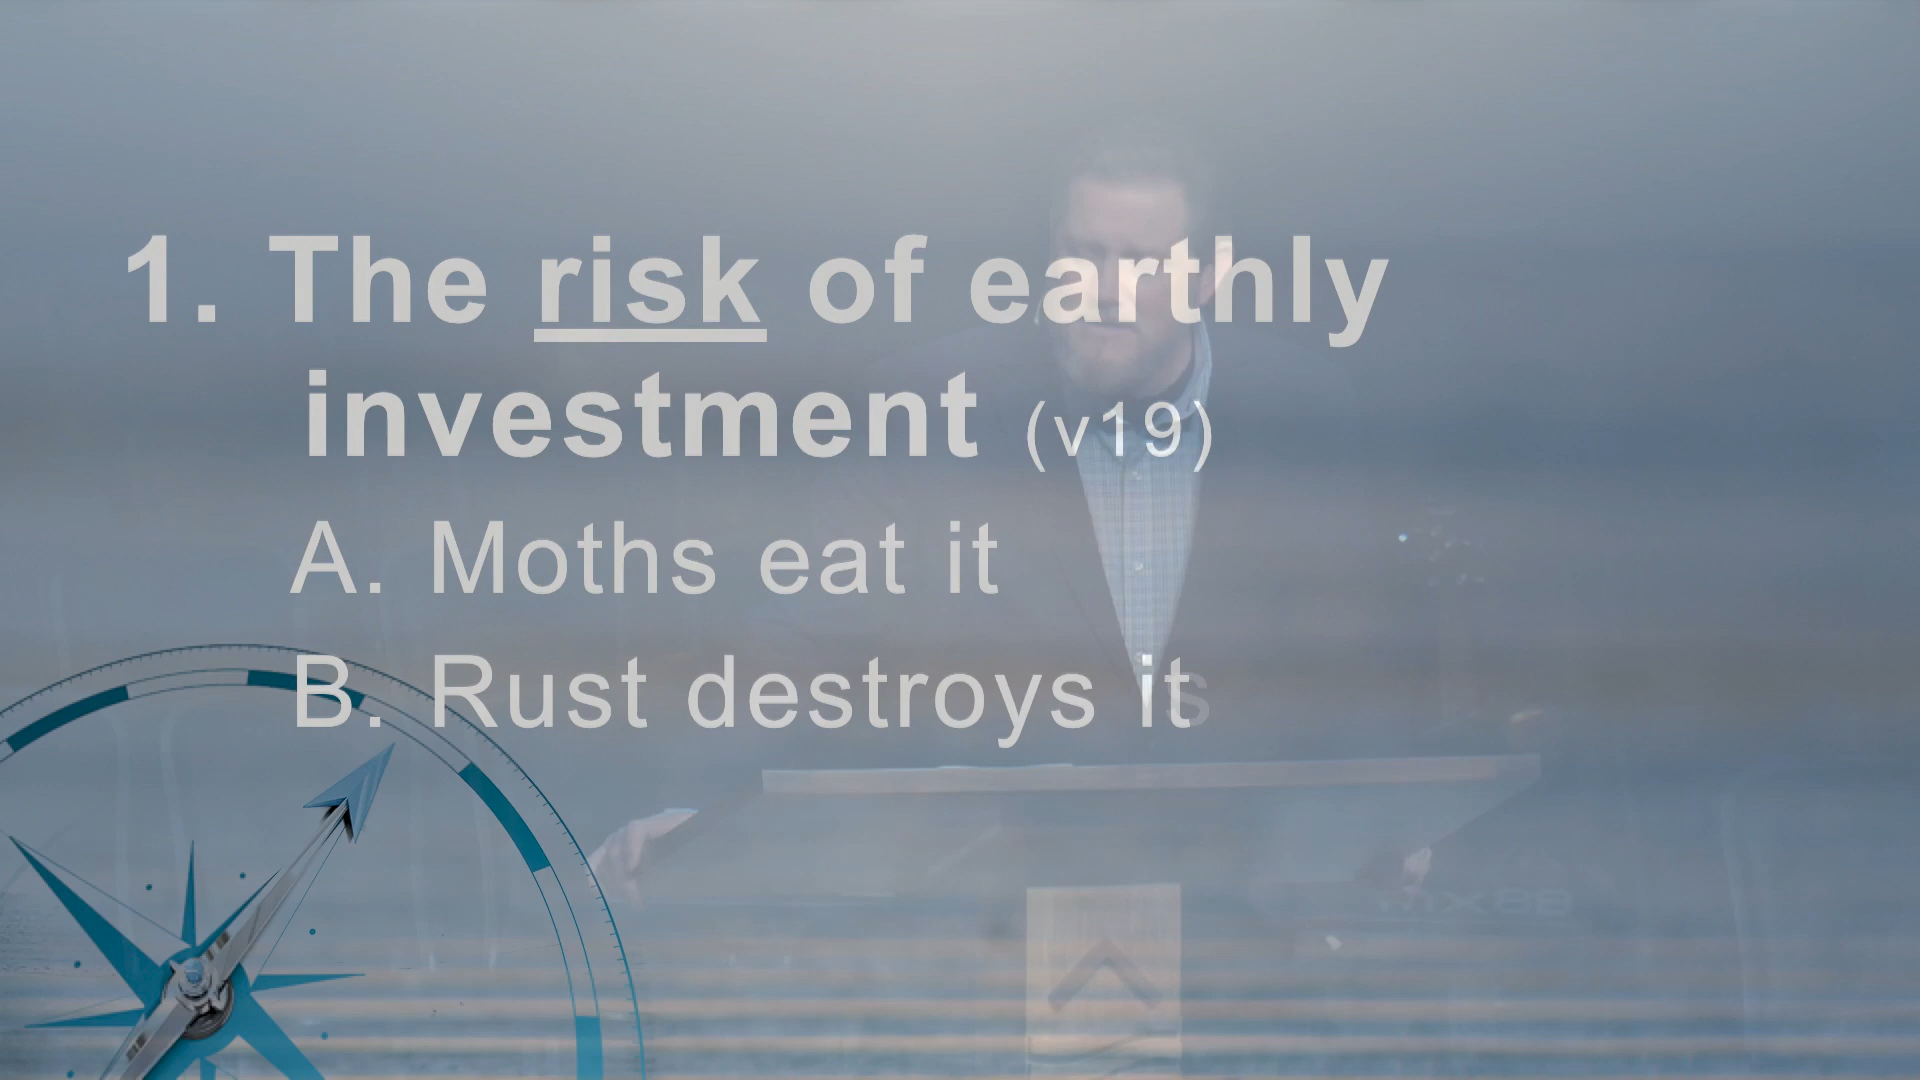 1. The risk of earthly
investment (v19)
A. Moths eat it
B. Rust destroys it